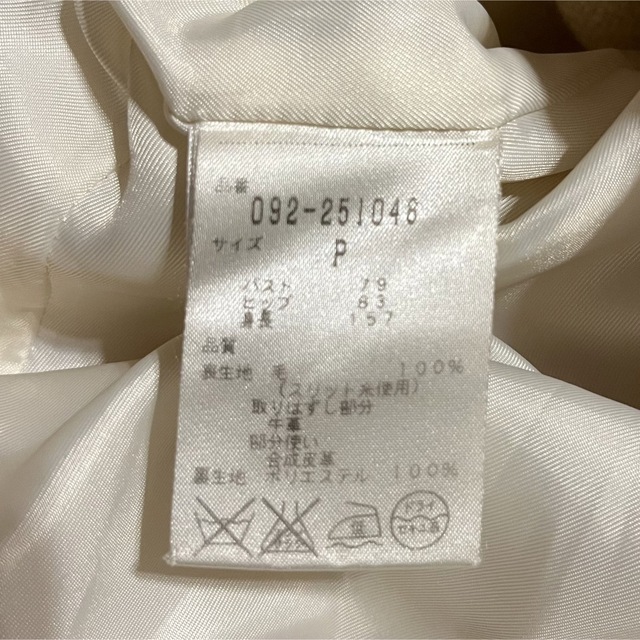 品番
092-251048
サイズ P
バスト 79
ヒップ 83
身長 157
品質
表生地 毛 100%
(スリット糸使用)
取りはずし部分
牛革
部分使い
合成皮革
裏生地 ポリエステル 100%
ドライ